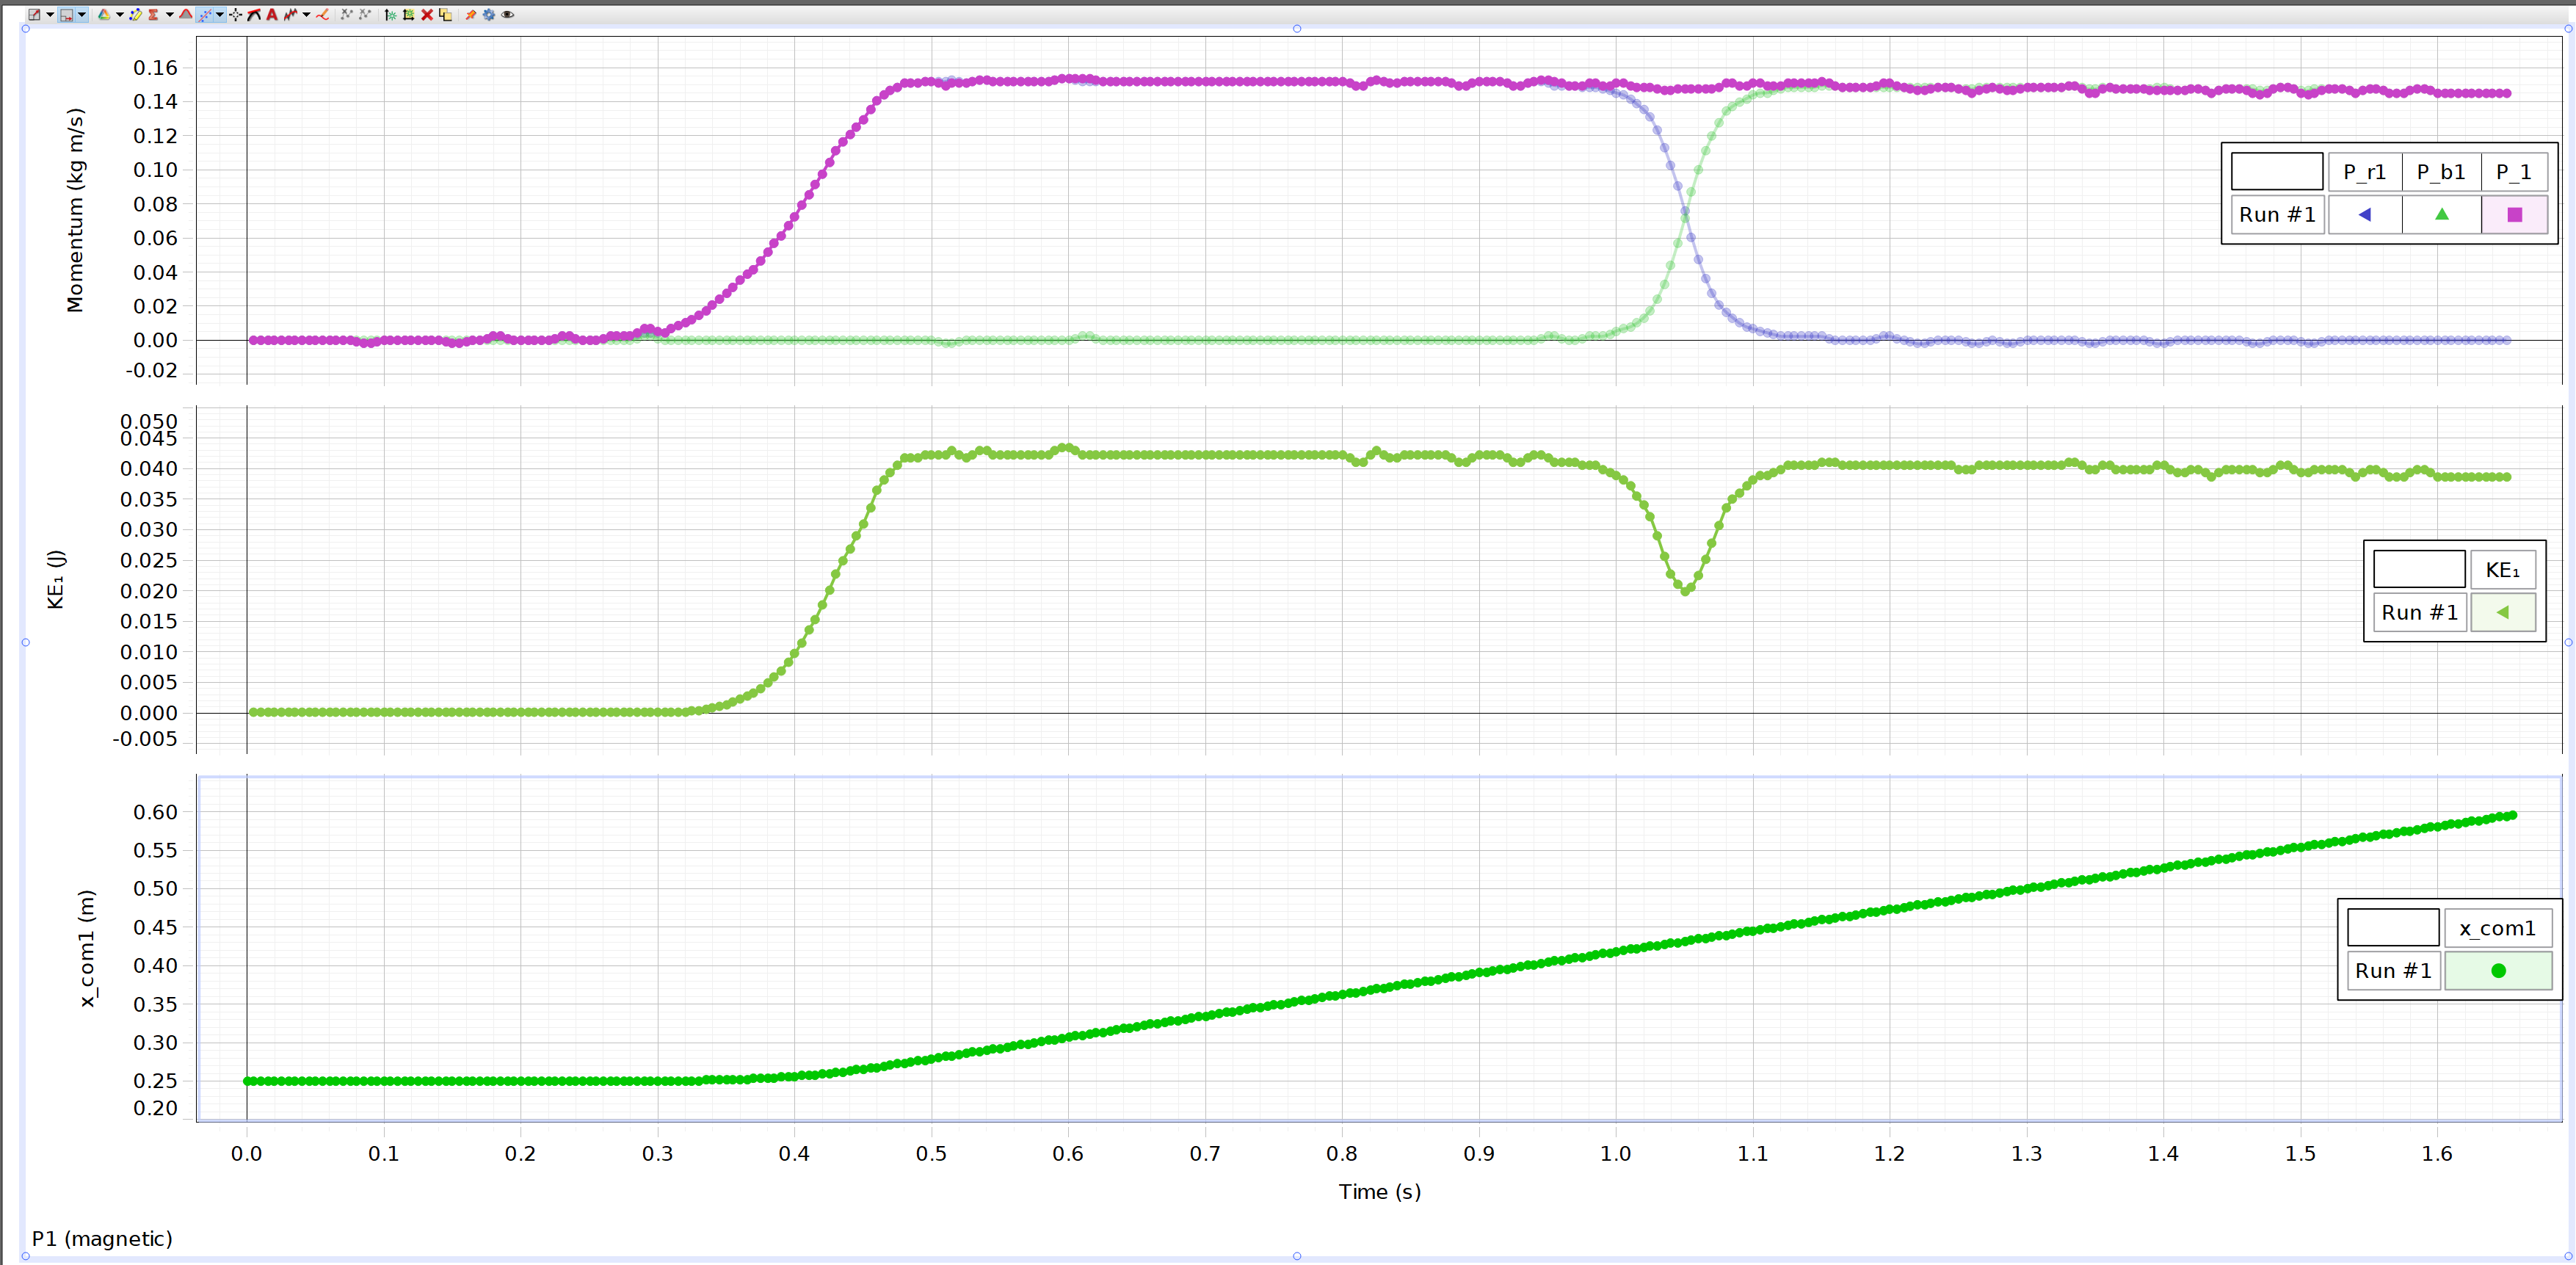 0.16
0.14
0.12
0.10
0.08
0.06
0.04
0.02
0.00
-0.02
Momentum (kg m/s)
P_r1 P_b1 P_1
Run #1
0.050
0.045
0.040
0.035
0.030
0.025
0.020
0.015
0.010
0.005
0.000
-0.005
KE₁ (J)
KE₁
Run #1
0.60
0.55
0.50
0.45
0.40
0.35
0.30
0.25
0.20
x_com1 (m)
x_com1
Run #1
0.0 0.1 0.2 0.3 0.4 0.5 0.6 0.7 0.8 0.9 1.0 1.1 1.2 1.3 1.4 1.5 1.6
Time (s)
P1 (magnetic)